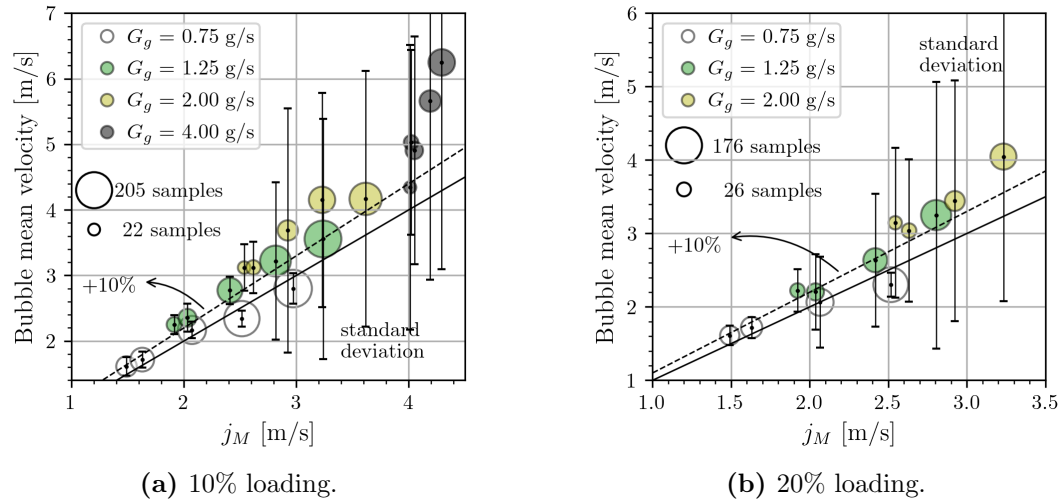 7
6
5
4
3
2
Bubble mean velocity [m/s]
G_g = 0.75 g/s
G_g = 1.25 g/s
G_g = 2.00 g/s
G_g = 4.00 g/s
205 samples
22 samples
+10%
standard
deviation
1 2 3 4
j_M [m/s]
(a) 10% loading.
6
5
4
3
2
1
Bubble mean velocity [m/s]
G_g = 0.75 g/s
G_g = 1.25 g/s
G_g = 2.00 g/s
standard
deviation
176 samples
26 samples
+10%
1.0 1.5 2.0 2.5 3.0 3.5
j_M [m/s]
(b) 20% loading.